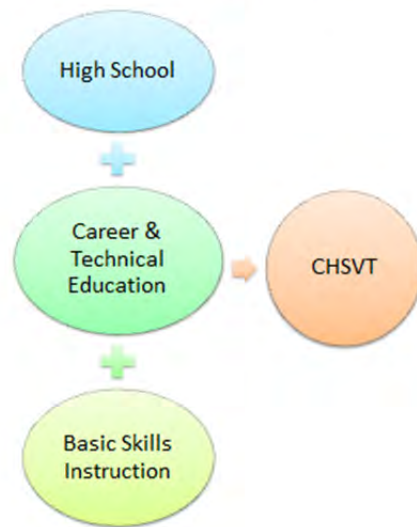 High School
Career &
Technical
Education
CHSVT
Basic Skills
Instruction